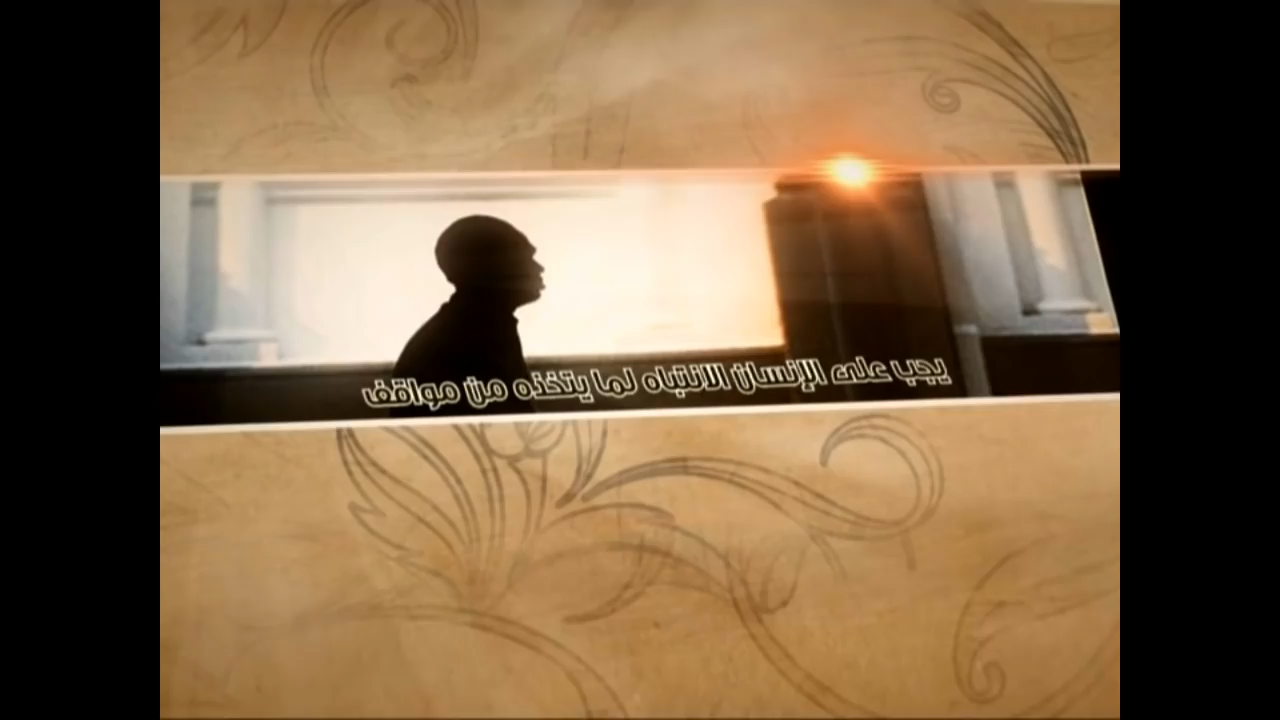 يجب على الإنسان الانتباه لما يتخذه من مواقف